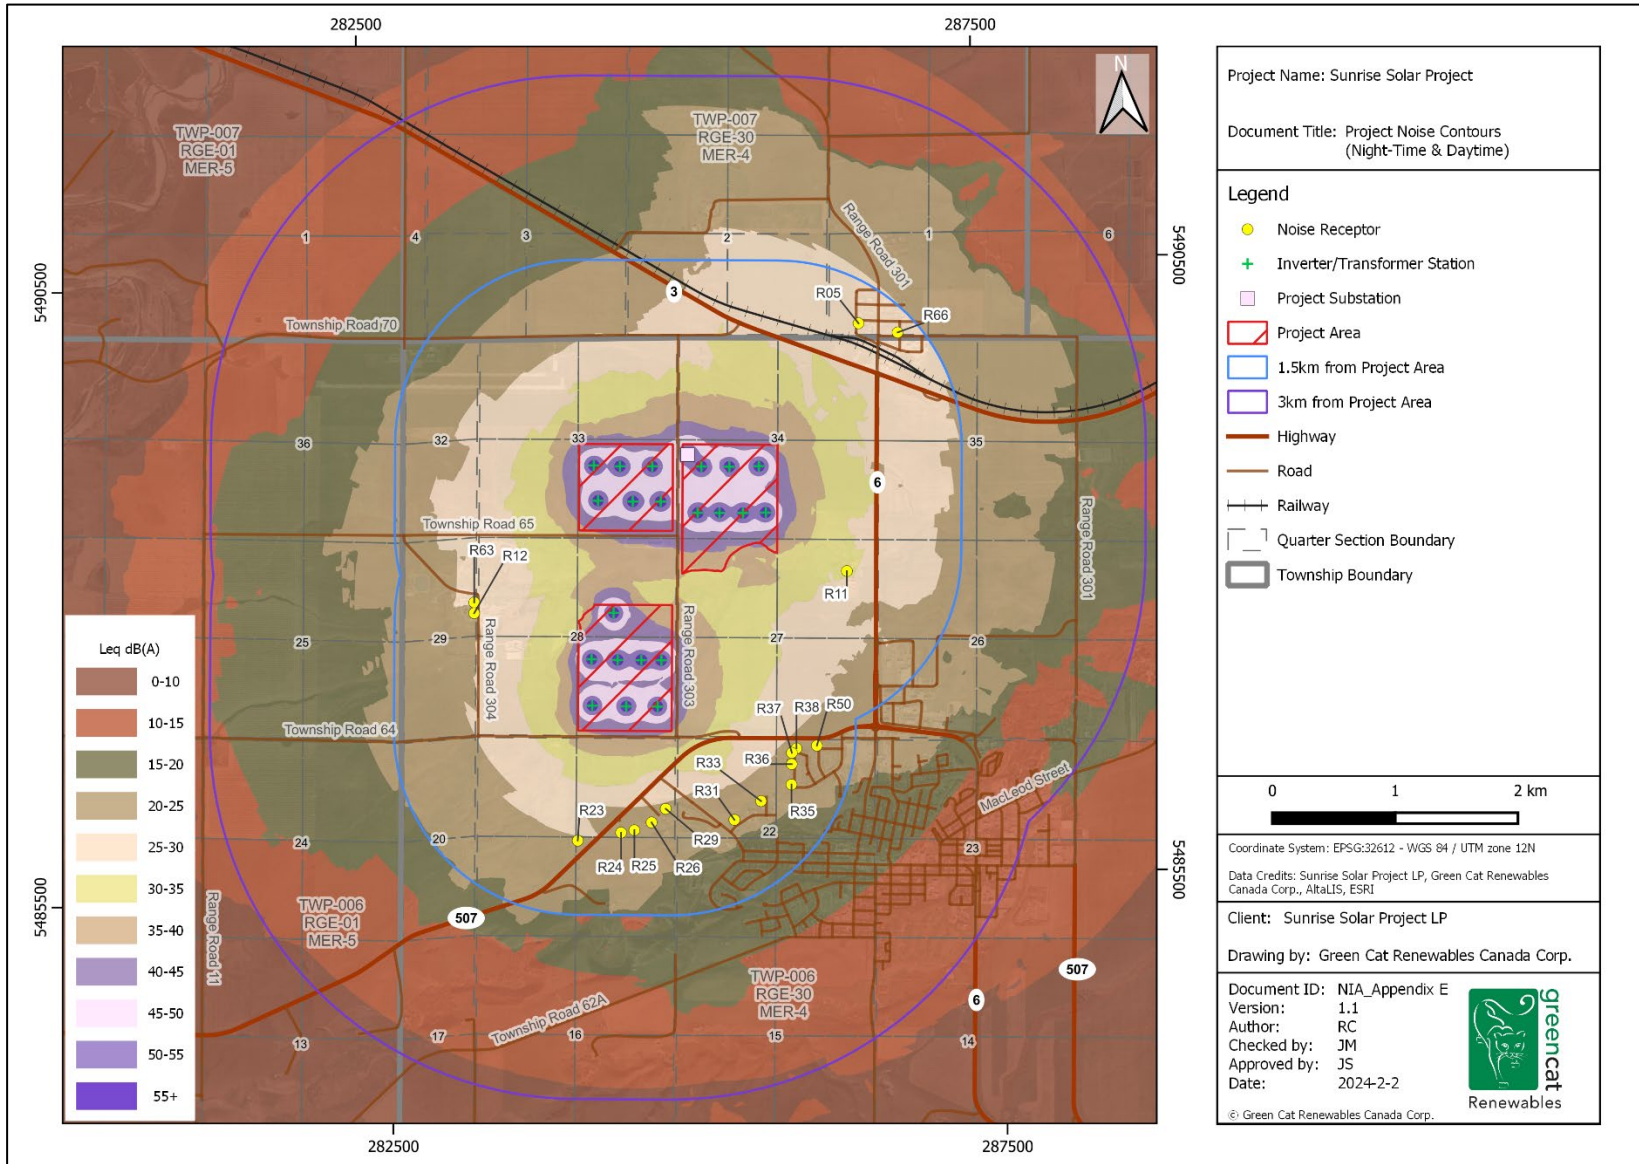 282500
287500
5490500
5485500
5490500
5485500
282500
287500
N
TWP-007
RGE-01
MER-5
TWP-007
RGE-30
MER-4
1
4
3
2
1
6
Range Road 301
3
R05
R66
Township Road 70
36
32
33
34
35
6
Township Road 65
R63
R12
R11
Range Road 301
25
29
28
27
26
Range Road 304
Range Road 303
Township Road 64
R37
R38
R50
R36
R33
R31
R35
R23
R29
R24
R25
R26
MacLeod Street
24
20
22
23
Range Road 11
TWP-006
RGE-01
MER-5
507
507
TWP-006
RGE-30
MER-4
6
Township Road 62A
13
17
16
15
14
Leq dB(A)
0-10
10-15
15-20
20-25
25-30
30-35
35-40
40-45
45-50
50-55
55+
Project Name: Sunrise Solar Project
Document Title: Project Noise Contours
(Night-Time & Daytime)
Legend
Noise Receptor
Inverter/Transformer Station
Project Substation
Project Area
1.5km from Project Area
3km from Project Area
Highway
Road
Railway
Quarter Section Boundary
Township Boundary
0 1 2 km
Coordinate System: EPSG:32612 - WGS 84 / UTM zone 12N
Data Credits: Sunrise Solar Project LP, Green Cat Renewables
Canada Corp., AltaLIS, ESRI
Client: Sunrise Solar Project LP
Drawing by: Green Cat Renewables Canada Corp.
Document ID: NIA_Appendix E
Version: 1.1
Author: RC
Checked by: JM
Approved by: JS
Date: 2024-2-2
© Green Cat Renewables Canada Corp.
greencat
Renewables